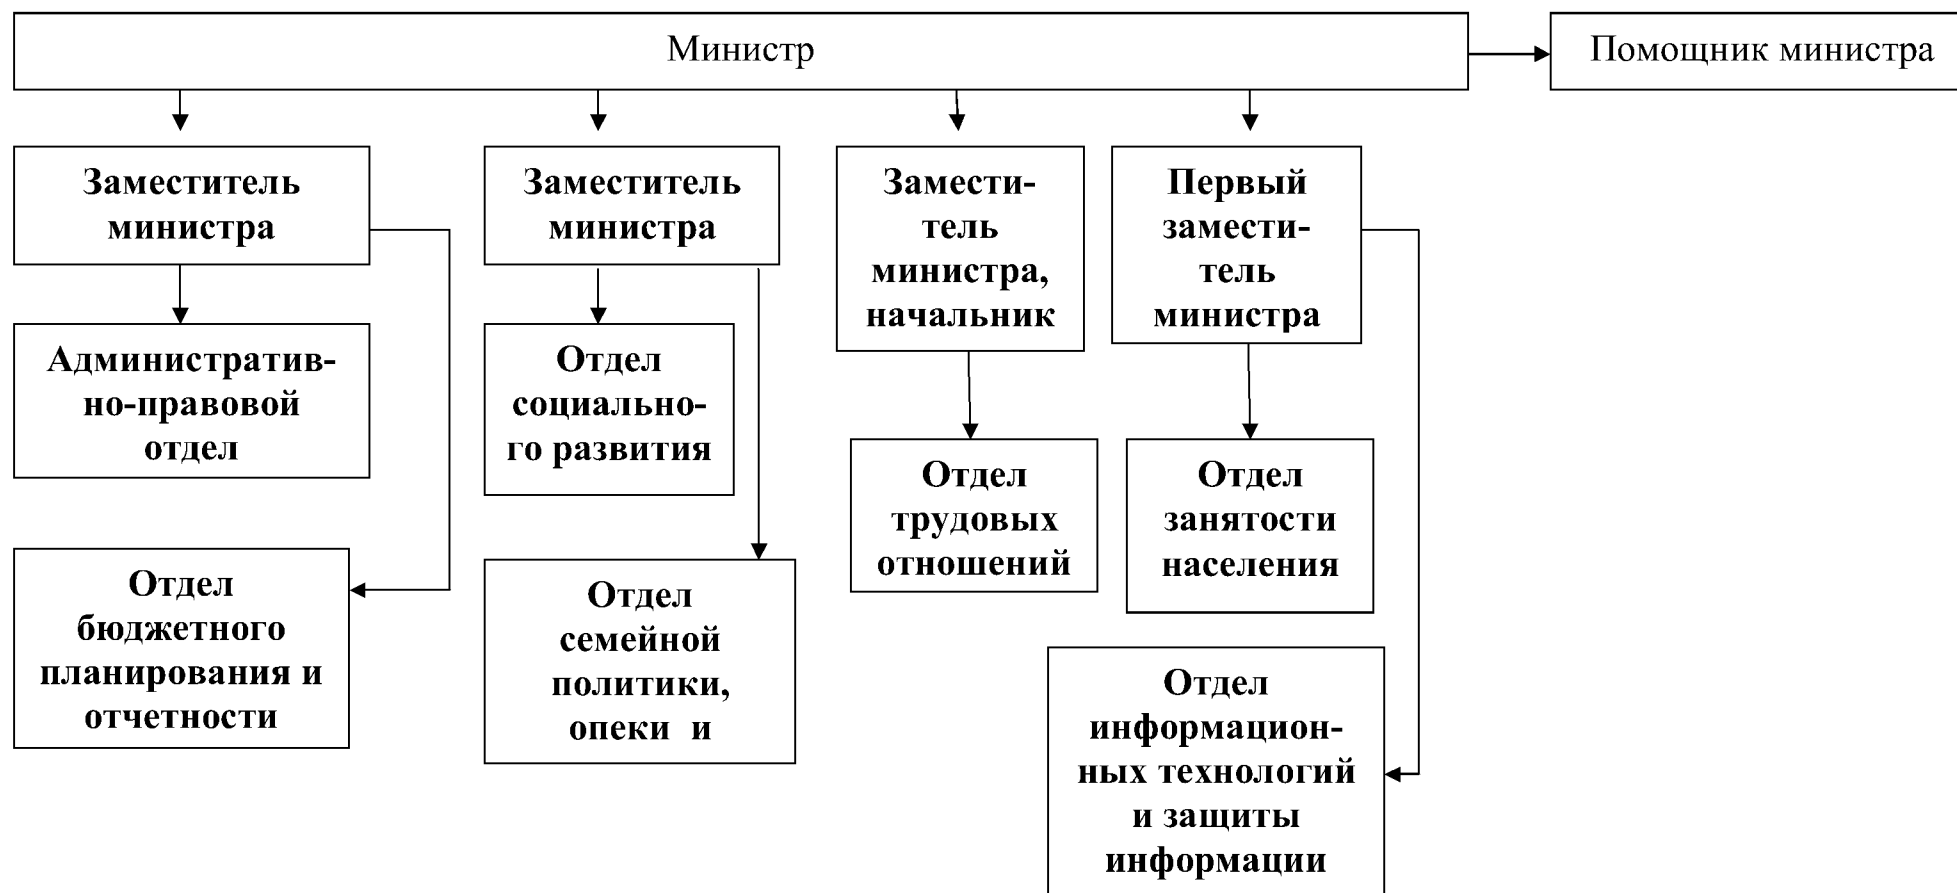 Министр
Помощник министра
Заместитель
министра
Заместитель
министра
Замести-
тель
министра,
начальник
Первый
замести-
тель
министра
Административ-
но-правовой
отдел
Отдел
социально-
го развития
Отдел
трудовых
отношений
Отдел
занятости
населения
Отдел
бюджетного
планирования и
отчетности
Отдел
семейной
политики,
опеки и
Отдел
информацион-
ных технологий
и защиты
информации